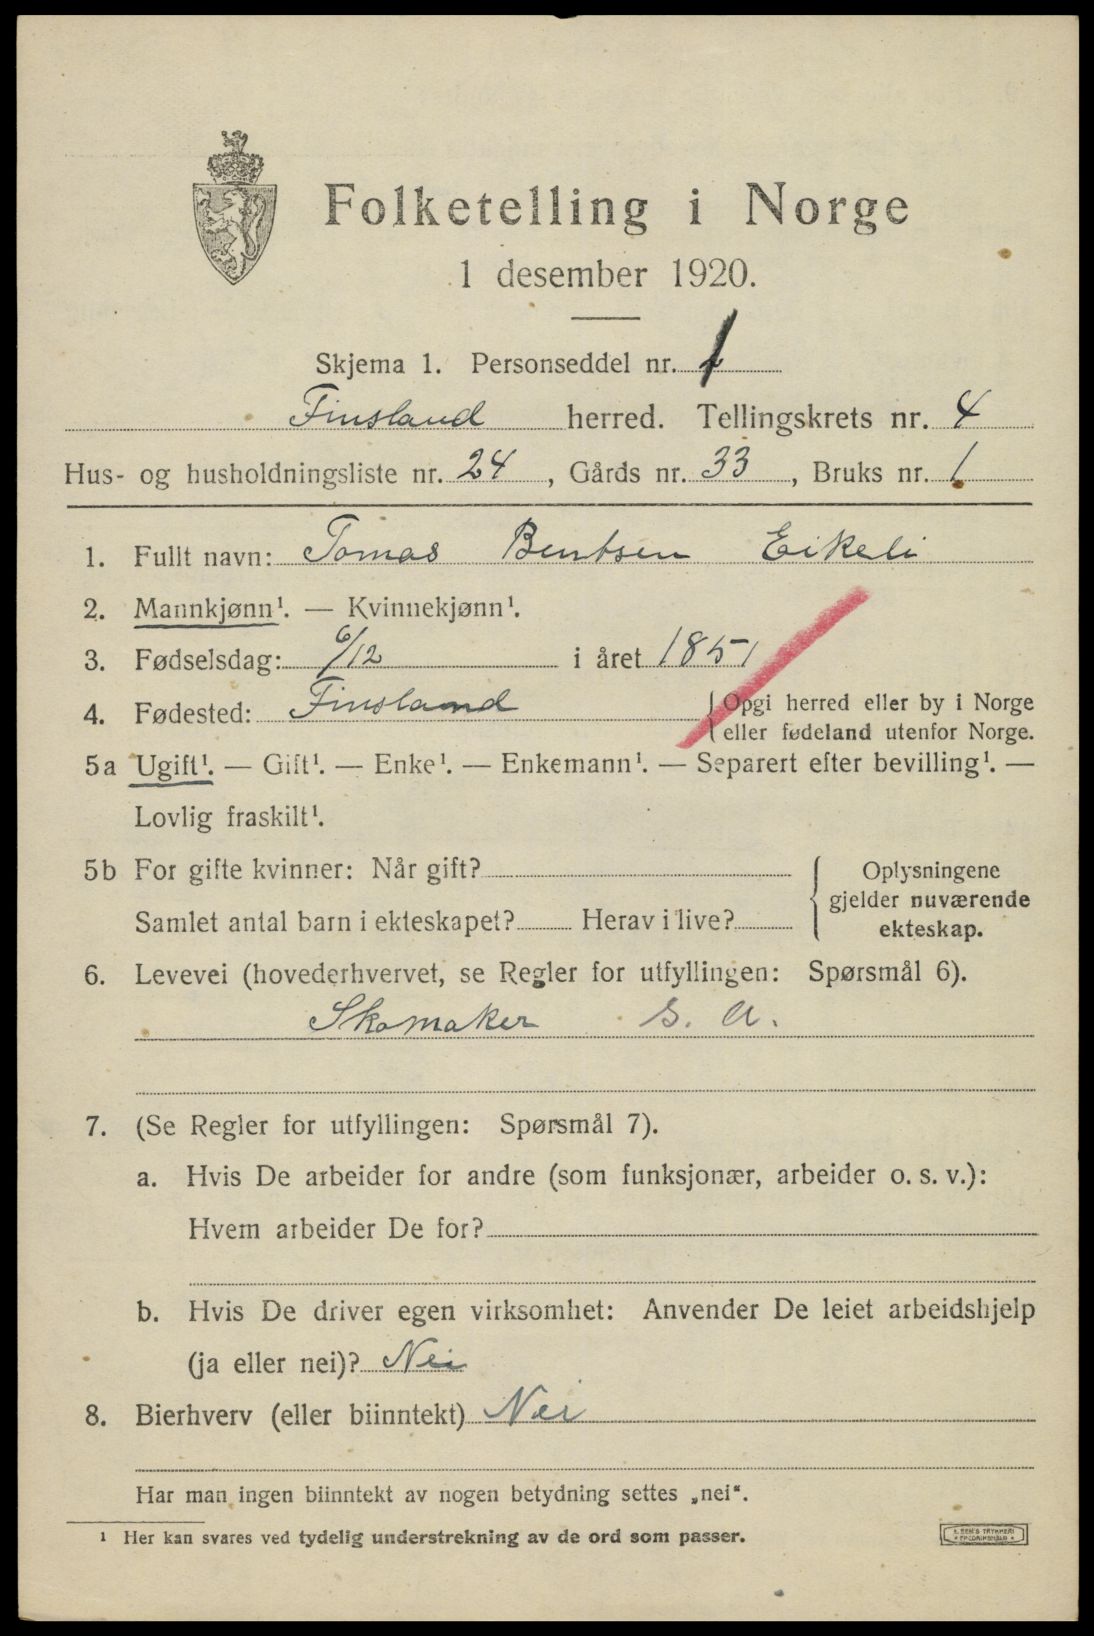 Folketelling i Norge
1 desember 1920.
Skjema 1. Personseddel nr. 1
Finsland herred. Tellingskrets nr. 4
Hus- og husholdningsliste nr. 24, Gårds nr. 33, Bruks nr. 1
1. Fullt navn: Tomas Bentsen Eikeli
2. Mannkjønn¹. — Kvinnekjønn¹.
3. Fødselsdag: 6/12 i året 1851
4. Fødested: Finsland { Opgi herred eller by i Norge
eller fødeland utenfor Norge.
5a Ugift¹. — Gift¹. — Enke¹. — Enkemann¹. — Separert efter bevilling¹. —
Lovlig fraskilt¹.
5b For gifte kvinner: Når gift?
Samlet antal barn i ekteskapet? Herav i live?
{ Oplysningene
gjelder nuværende
ekteskap.
6. Levevei (hovederhvervet, se Regler for utfyllingen: Spørsmål 6).
Skomaker S. A.
7. (Se Regler for utfyllingen: Spørsmål 7).
a. Hvis De arbeider for andre (som funksjonær, arbeider o. s. v.):
Hvem arbeider De for?
b. Hvis De driver egen virksomhet: Anvender De leiet arbeidshjelp
(ja eller nei)? Nei
8. Bierhverv (eller biinntekt) Nei
Har man ingen biinntekt av nogen betydning settes „nei“.
¹ Her kan svares ved tydelig understrekning av de ord som passer.